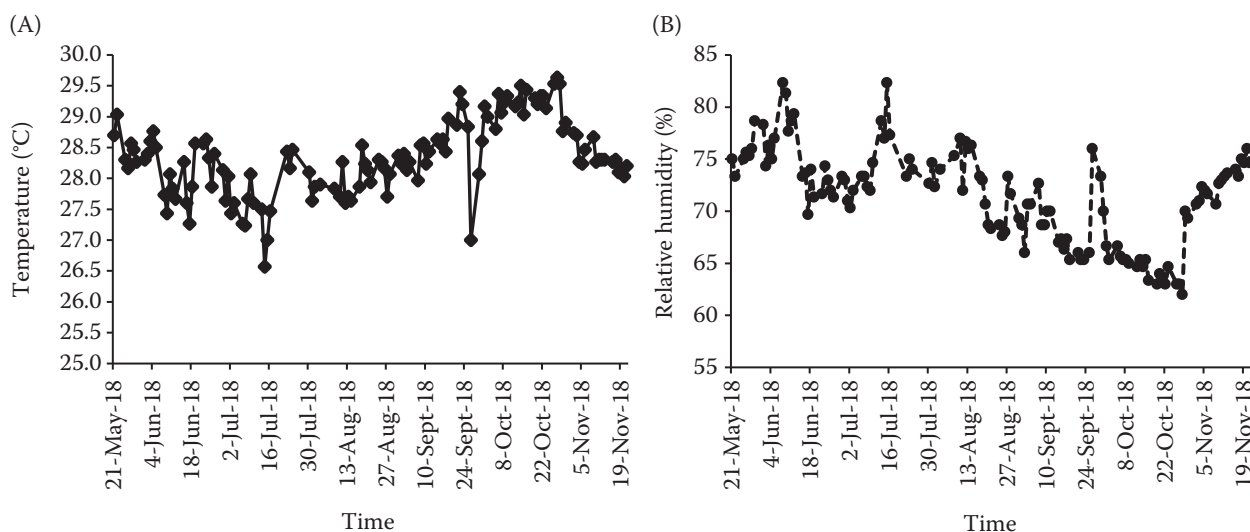 (A)
30.0
29.5
29.0
28.5
28.0
27.5
27.0
26.5
26.0
25.5
25.0
Temperature (°C)
21-May-18
4-Jun-18
18-Jun-18
2-Jul-18
16-Jul-18
30-Jul-18
13-Aug-18
27-Aug-18
10-Sept-18
24-Sept-18
8-Oct-18
22-Oct-18
5-Nov-18
19-Nov-18
Time
(B)
85
80
75
70
65
60
55
Relative humidity (%)
21-May-18
4-Jun-18
18-Jun-18
2-Jul-18
16-Jul-18
30-Jul-18
13-Aug-18
27-Aug-18
10-Sept-18
24-Sept-18
8-Oct-18
22-Oct-18
5-Nov-18
19-Nov-18
Time